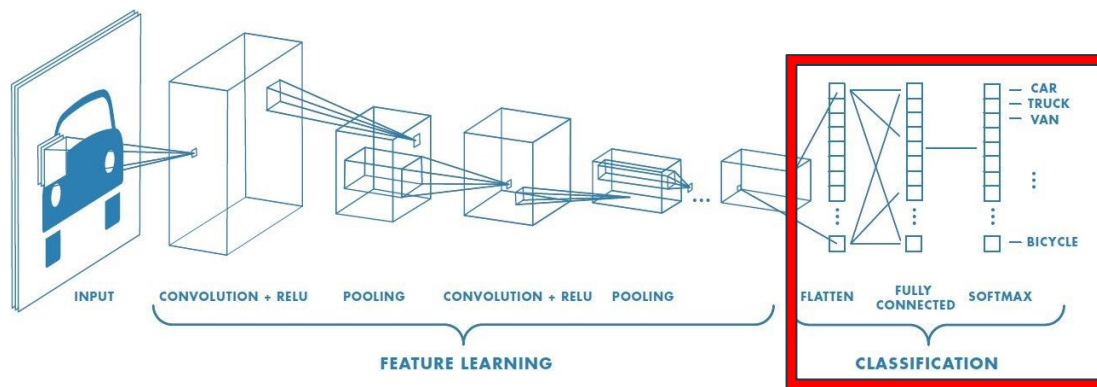 CAR
TRUCK
VAN
BICYCLE
INPUT
CONVOLUTION + RELU
POOLING
CONVOLUTION + RELU
POOLING
FLATTEN
FULLY
CONNECTED
SOFTMAX
FEATURE LEARNING
CLASSIFICATION